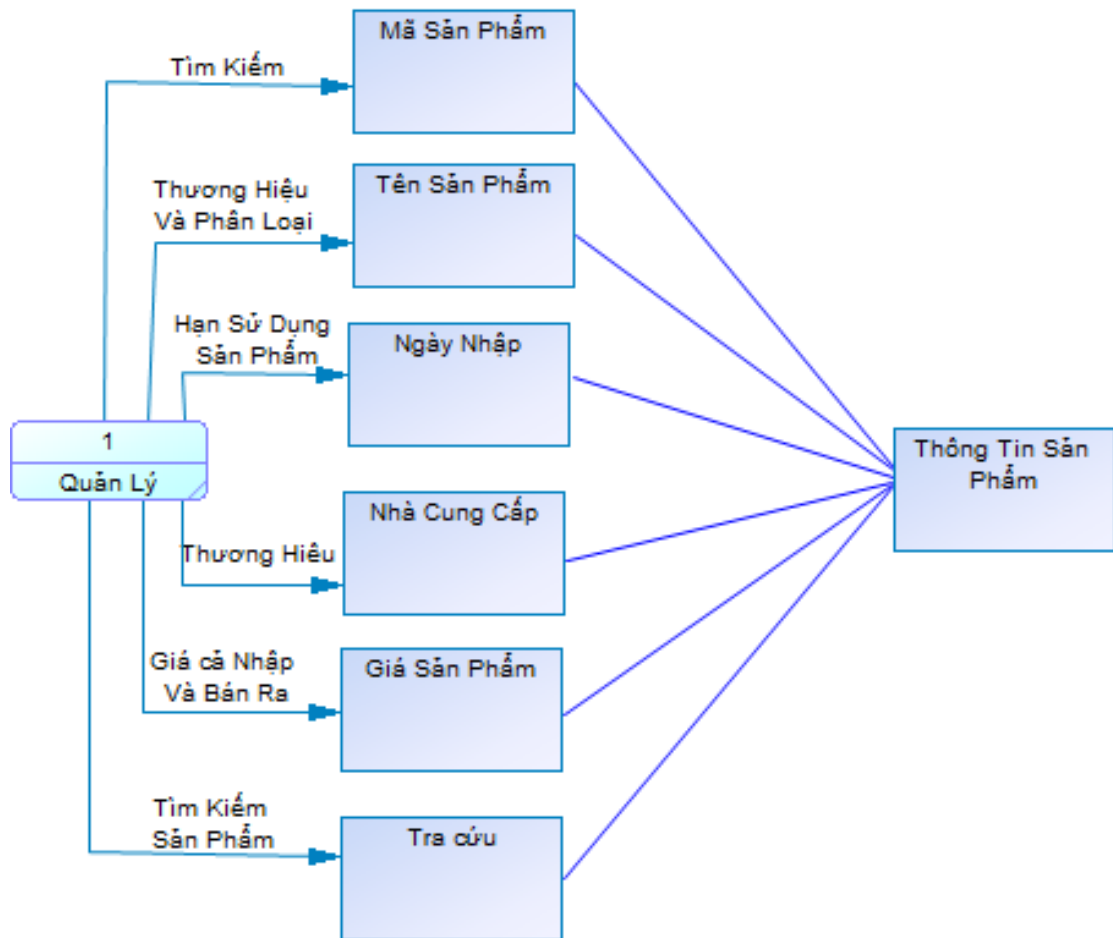 Mã Sản Phẩm
Tìm Kiếm
Thương Hiệu
Và Phân Loại
Tên Sản Phẩm
Hạn Sử Dụng
Sản Phẩm
Ngày Nhập
1
Quản Lý
Thông Tin Sản
Phẩm
Nhà Cung Cấp
Thương Hiêu
Giá cả Nhập
Và Bán Ra
Giá Sản Phẩm
Tìm Kiếm
Sản Phẩm
Tra cứu